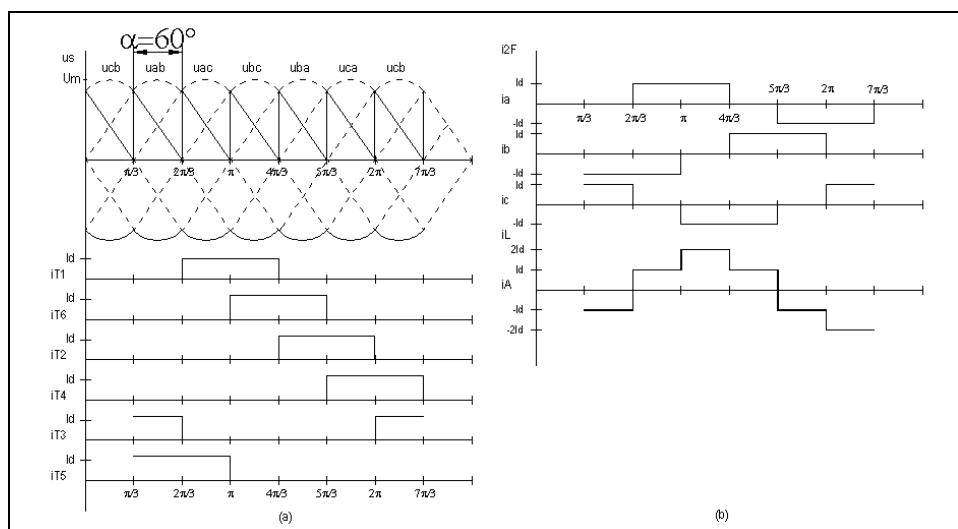 α=60°
us
Um
ucb uab uac ubc uba uca ucb
π/3 2π/3 π 4π/3 5π/3 2π 7π/3
Id
iT1
Id
iT6
Id
iT2
Id
iT4
Id
iT3
Id
iT5
π/3 2π/3 π 4π/3 5π/3 2π 7π/3
(a)
i2F
Id
ia
-Id
π/3 2π/3 π 4π/3 5π/3 2π 7π/3
Id
ib
-Id
Id
ic
-Id
iL
2Id
Id
iA
-Id
-2Id
(b)